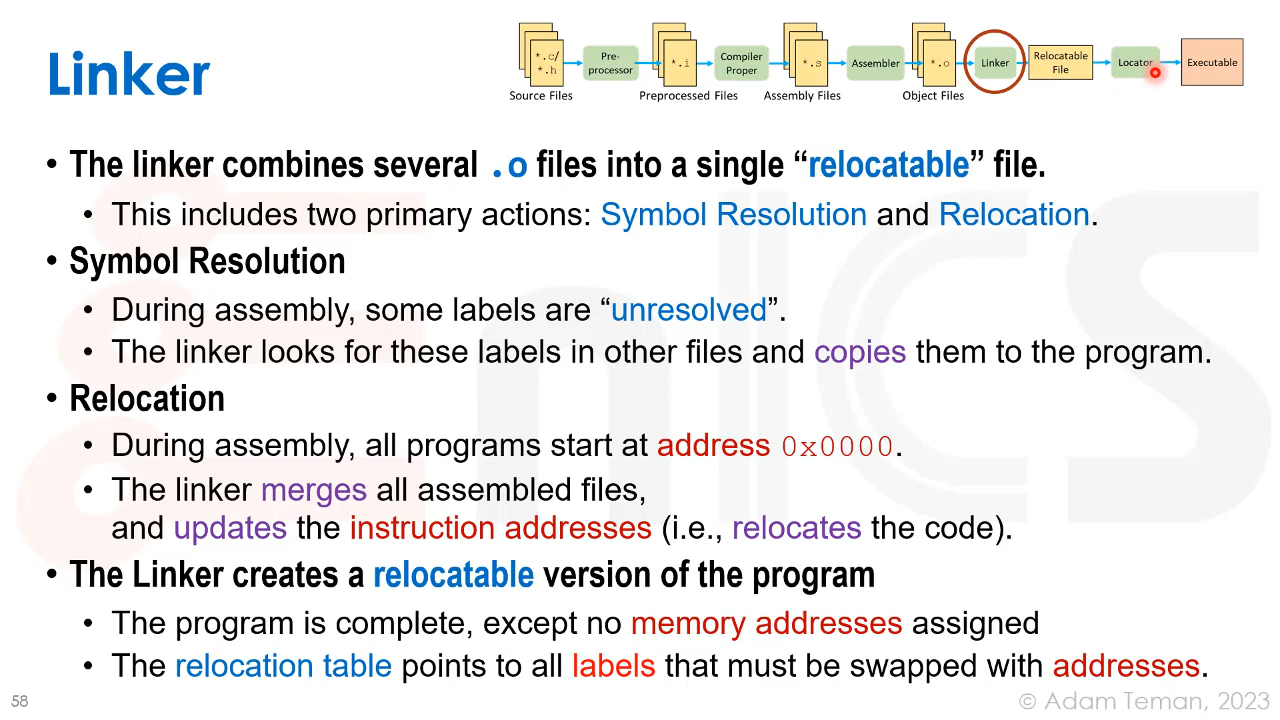 Linker
*.c/
*.h
Source Files
Pre-
processor
*.i
Preprocessed Files
Compiler
Proper
*.s
Assembly Files
Assembler
*.o
Object Files
Linker
Relocatable
File
Locator
Executable
• The linker combines several .o files into a single “relocatable” file.
• This includes two primary actions: Symbol Resolution and Relocation.
• Symbol Resolution
• During assembly, some labels are “unresolved”.
• The linker looks for these labels in other files and copies them to the program.
• Relocation
• During assembly, all programs start at address 0x0000.
• The linker merges all assembled files,
and updates the instruction addresses (i.e., relocates the code).
• The Linker creates a relocatable version of the program
• The program is complete, except no memory addresses assigned
• The relocation table points to all labels that must be swapped with addresses.
58
© Adam Teman, 2023
EnICS